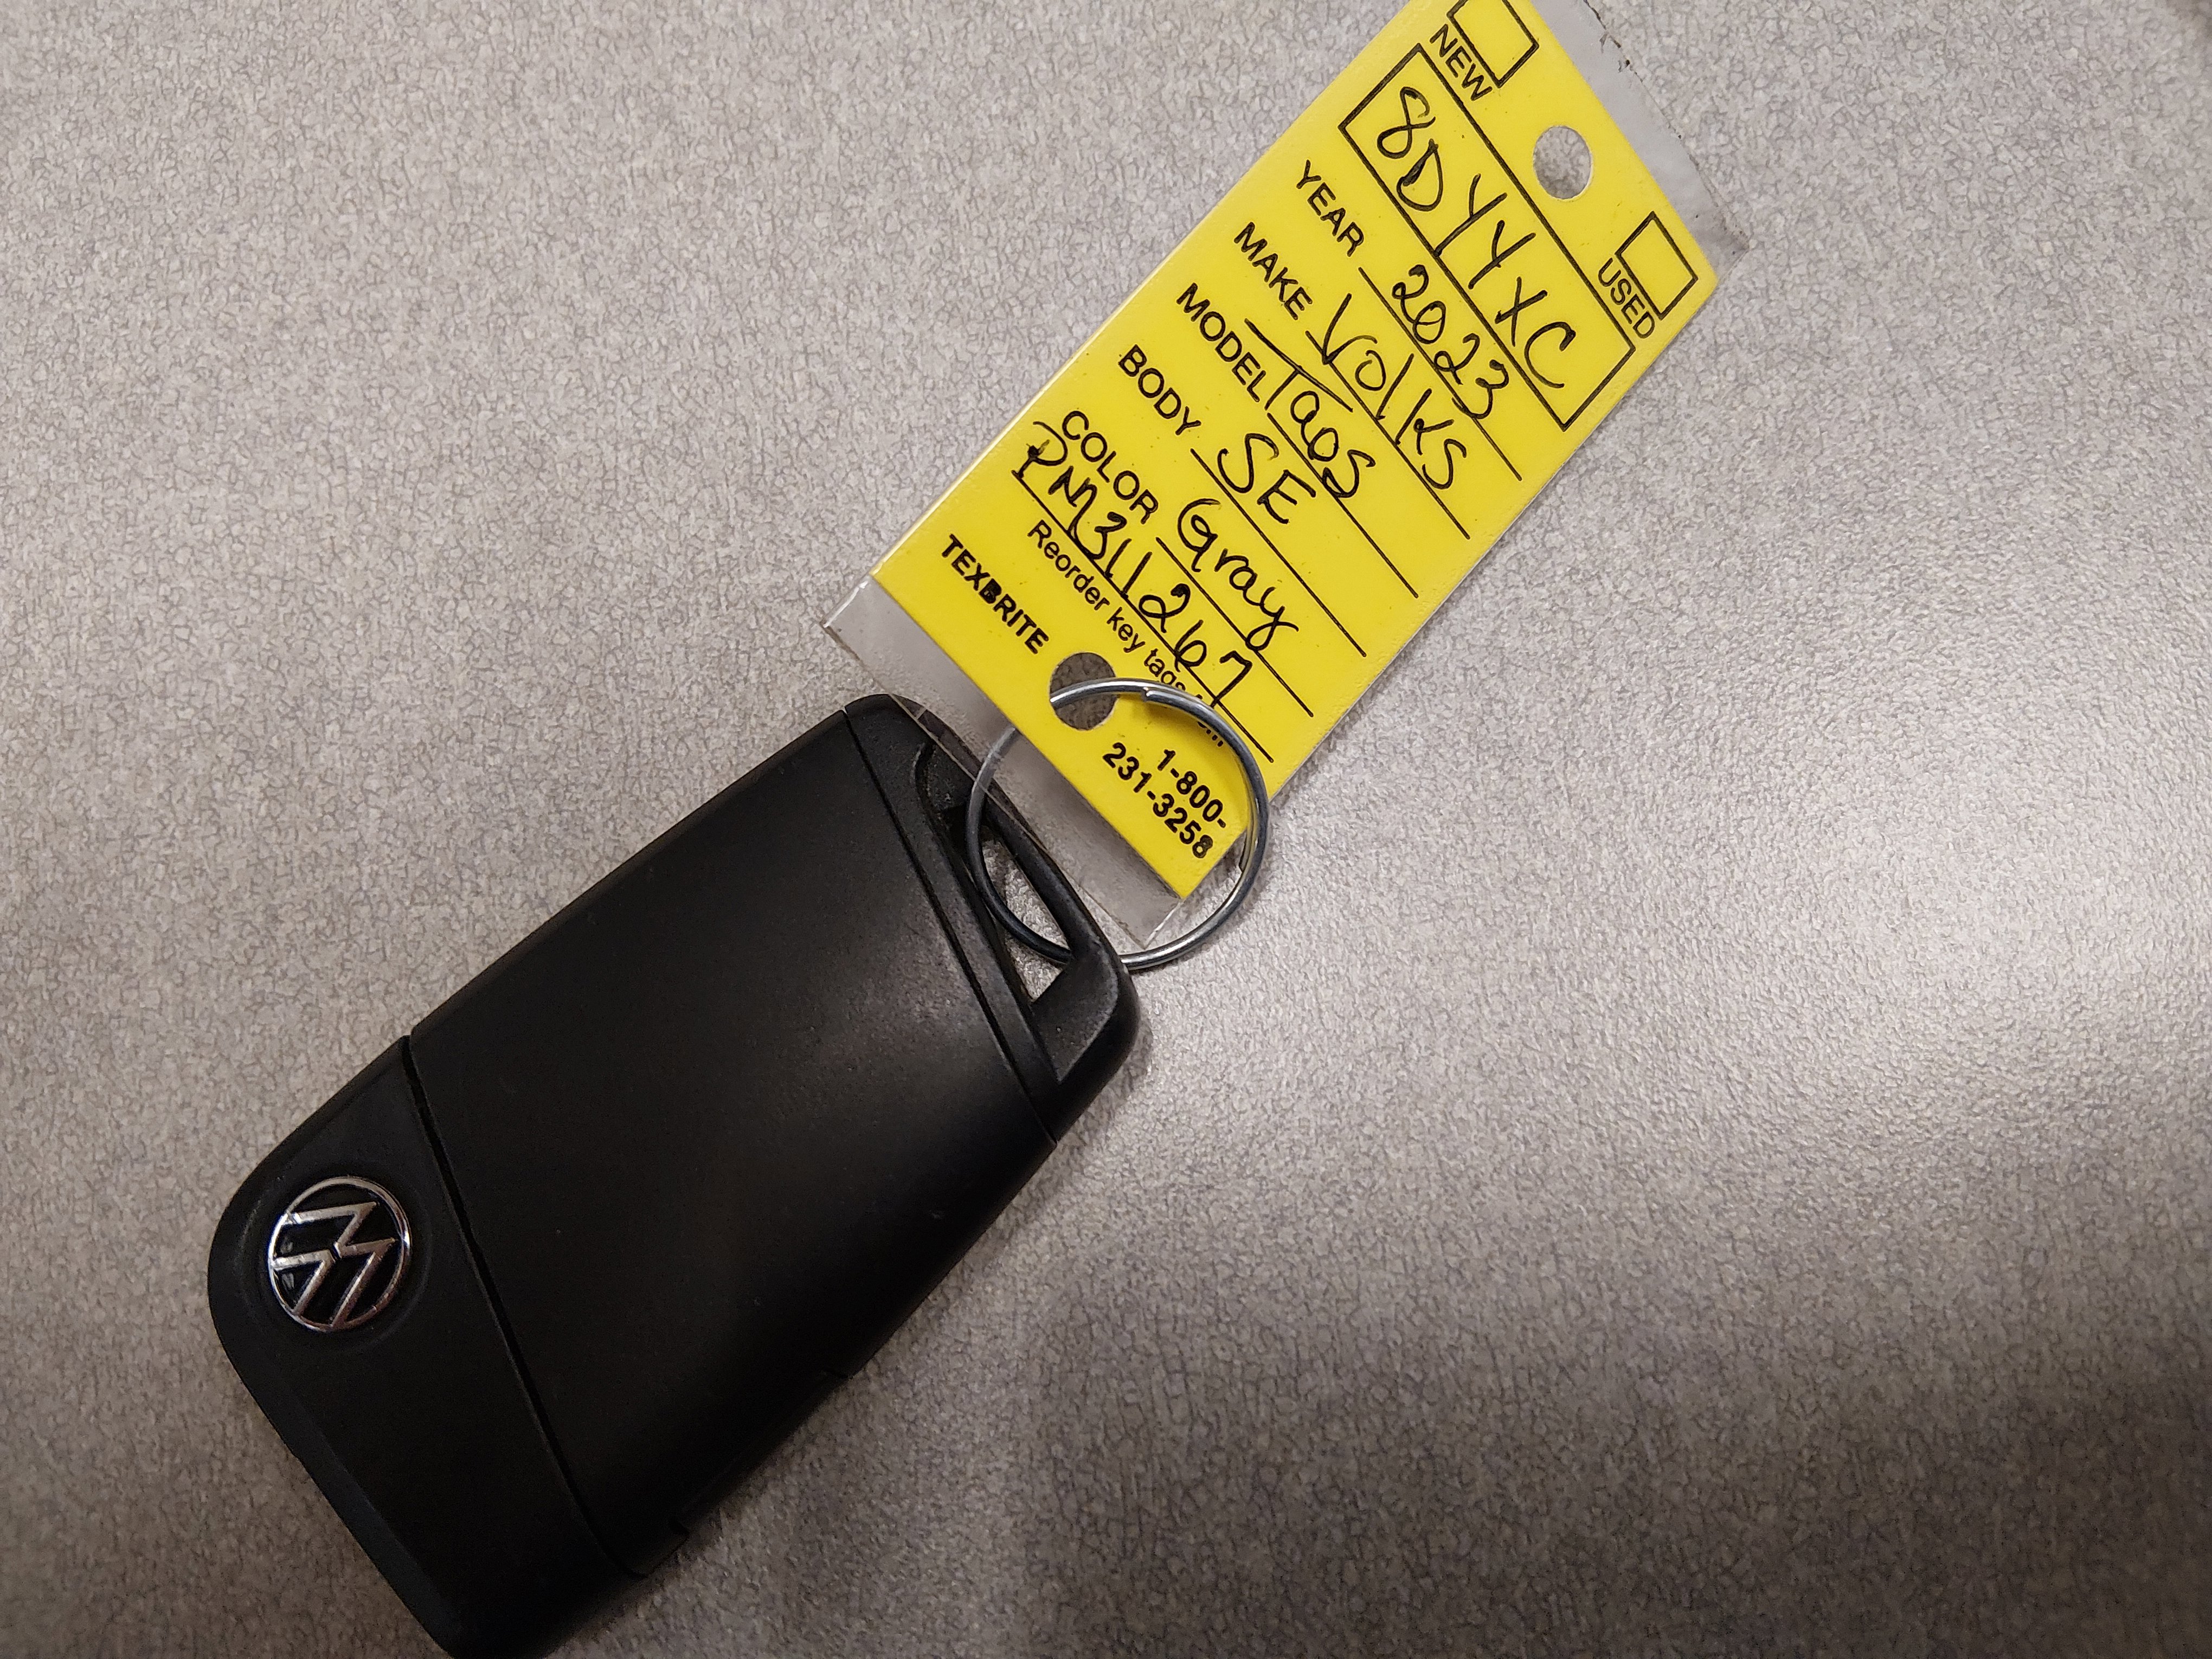 NEW
USED
8DYYXC
YEAR 2023
MAKE Volks
MODEL Taos
BODY SE
COLOR Gray
PM311267
Reorder key tags
TEXBRITE
1-800-
231-3258